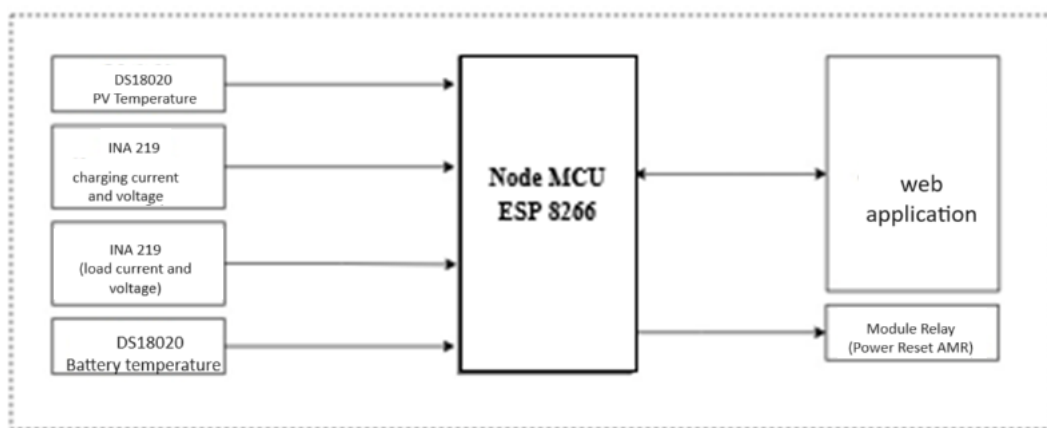 DS18020
PV Temperature
INA 219
charging current
and voltage
INA 219
(load current and
voltage)
DS18020
Battery temperature
Node MCU
ESP 8266
web
application
Module Relay
(Power Reset AMR)